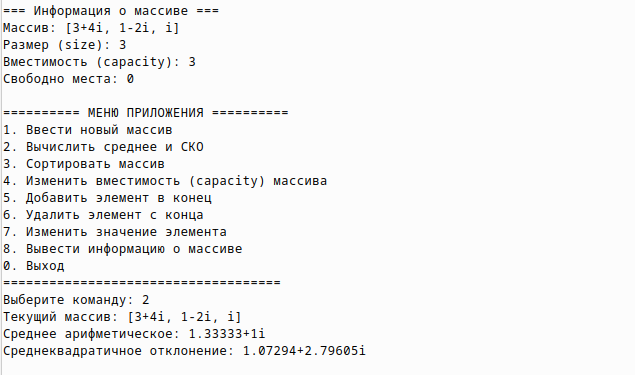 === Информация о массиве ===
Массив: [3+4i, 1-2i, i]
Размер (size): 3
Вместимость (capacity): 3
Свободно места: 0
========== МЕНЮ ПРИЛОЖЕНИЯ ==========
1. Ввести новый массив
2. Вычислить среднее и СКО
3. Сортировать массив
4. Изменить вместимость (capacity) массива
5. Добавить элемент в конец
6. Удалить элемент с конца
7. Изменить значение элемента
8. Вывести информацию о массиве
0. Выход
====================================
Выберите команду: 2
Текущий массив: [3+4i, 1-2i, i]
Среднее арифметическое: 1.33333+1i
Среднеквадратичное отклонение: 1.07294+2.79605i